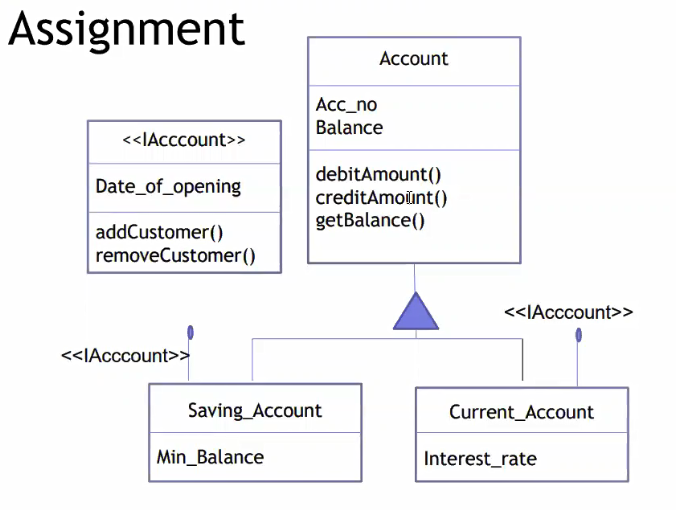 Assignment
Account
Acc_no
Balance
debitAmount()
creditAmount()
getBalance()
<<IAcccount>>
Date_of_opening
addCustomer()
removeCustomer()
<<IAcccount>>
<<IAcccount>>
Saving_Account
Min_Balance
Current_Account
Interest_rate